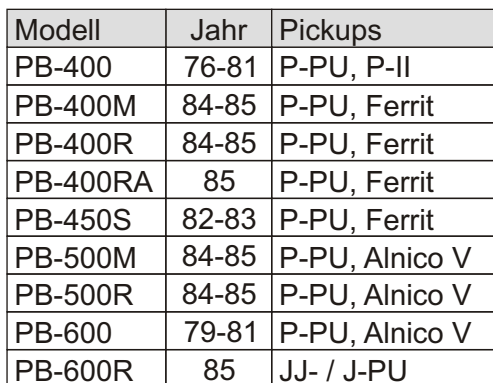 Modell Jahr Pickups
PB-400 76-81 P-PU, P-II
PB-400M 84-85 P-PU, Ferrit
PB-400R 84-85 P-PU, Ferrit
PB-400RA 85 P-PU, Ferrit
PB-450S 82-83 P-PU, Ferrit
PB-500M 84-85 P-PU, Alnico V
PB-500R 84-85 P-PU, Alnico V
PB-600 79-81 P-PU, Alnico V
PB-600R 85 JJ- / J-PU